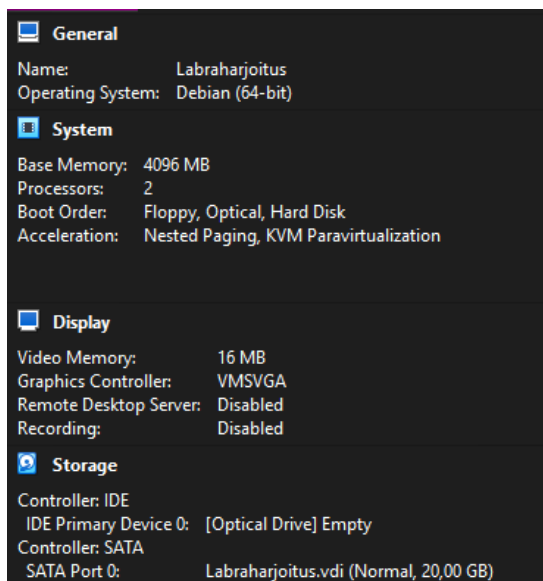 General
Name: Labraharjoitus
Operating System: Debian (64-bit)
System
Base Memory: 4096 MB
Processors: 2
Boot Order: Floppy, Optical, Hard Disk
Acceleration: Nested Paging, KVM Paravirtualization
Display
Video Memory: 16 MB
Graphics Controller: VMSVGA
Remote Desktop Server: Disabled
Recording: Disabled
Storage
Controller: IDE
IDE Primary Device 0: [Optical Drive] Empty
Controller: SATA
SATA Port 0: Labraharjoitus.vdi (Normal, 20,00 GB)